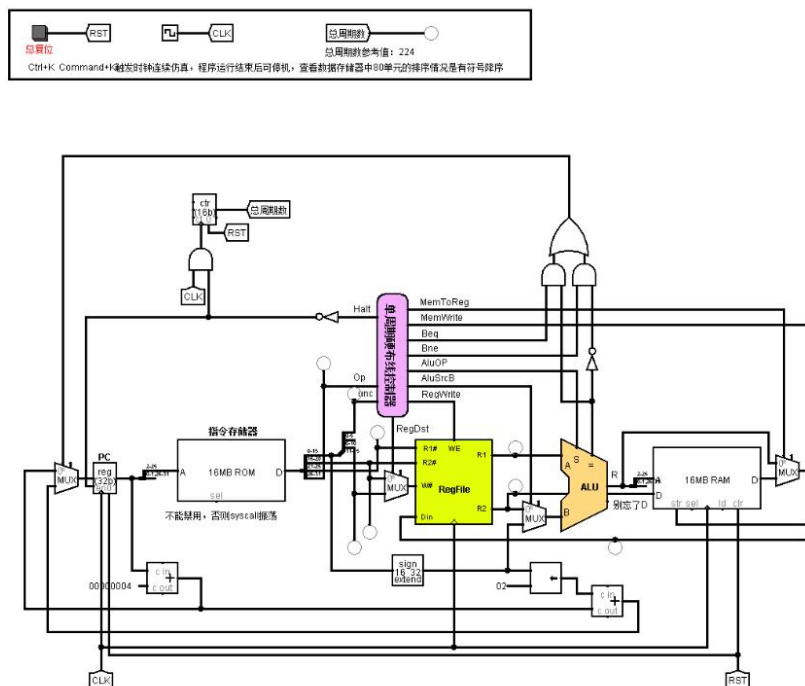 RST
CLK
总周期数
总复位
总周期数参考值：224
Ctrl+K Command+K触发时钟连续仿真，程序运行结束后可停机，查看数据存储器中80单元的排序情况是有符号降序
ctr
(16b)
总周期数
RST
CLK
Halt
单周期硬布线控制器
MemToReg
MemWrite
Beq
Bne
AluOP
AluSrcB
RegWrite
Op
RegDst
指令存储器
PC
reg
(32b)
MUX
A
16MB ROM
D
sel
不能禁用，否则syscall振荡
R1#
WE
R1
R2#
W#
RegFile
Din
R2
MUX
MUX
A
S
=
ALU
B
R
别忘了D
A
16MB RAM
D
D
str sel
ld
clr
MUX
sign
16 32
extend
02
c in
+
c out
00000004
c in
+
c out
CLK
RST